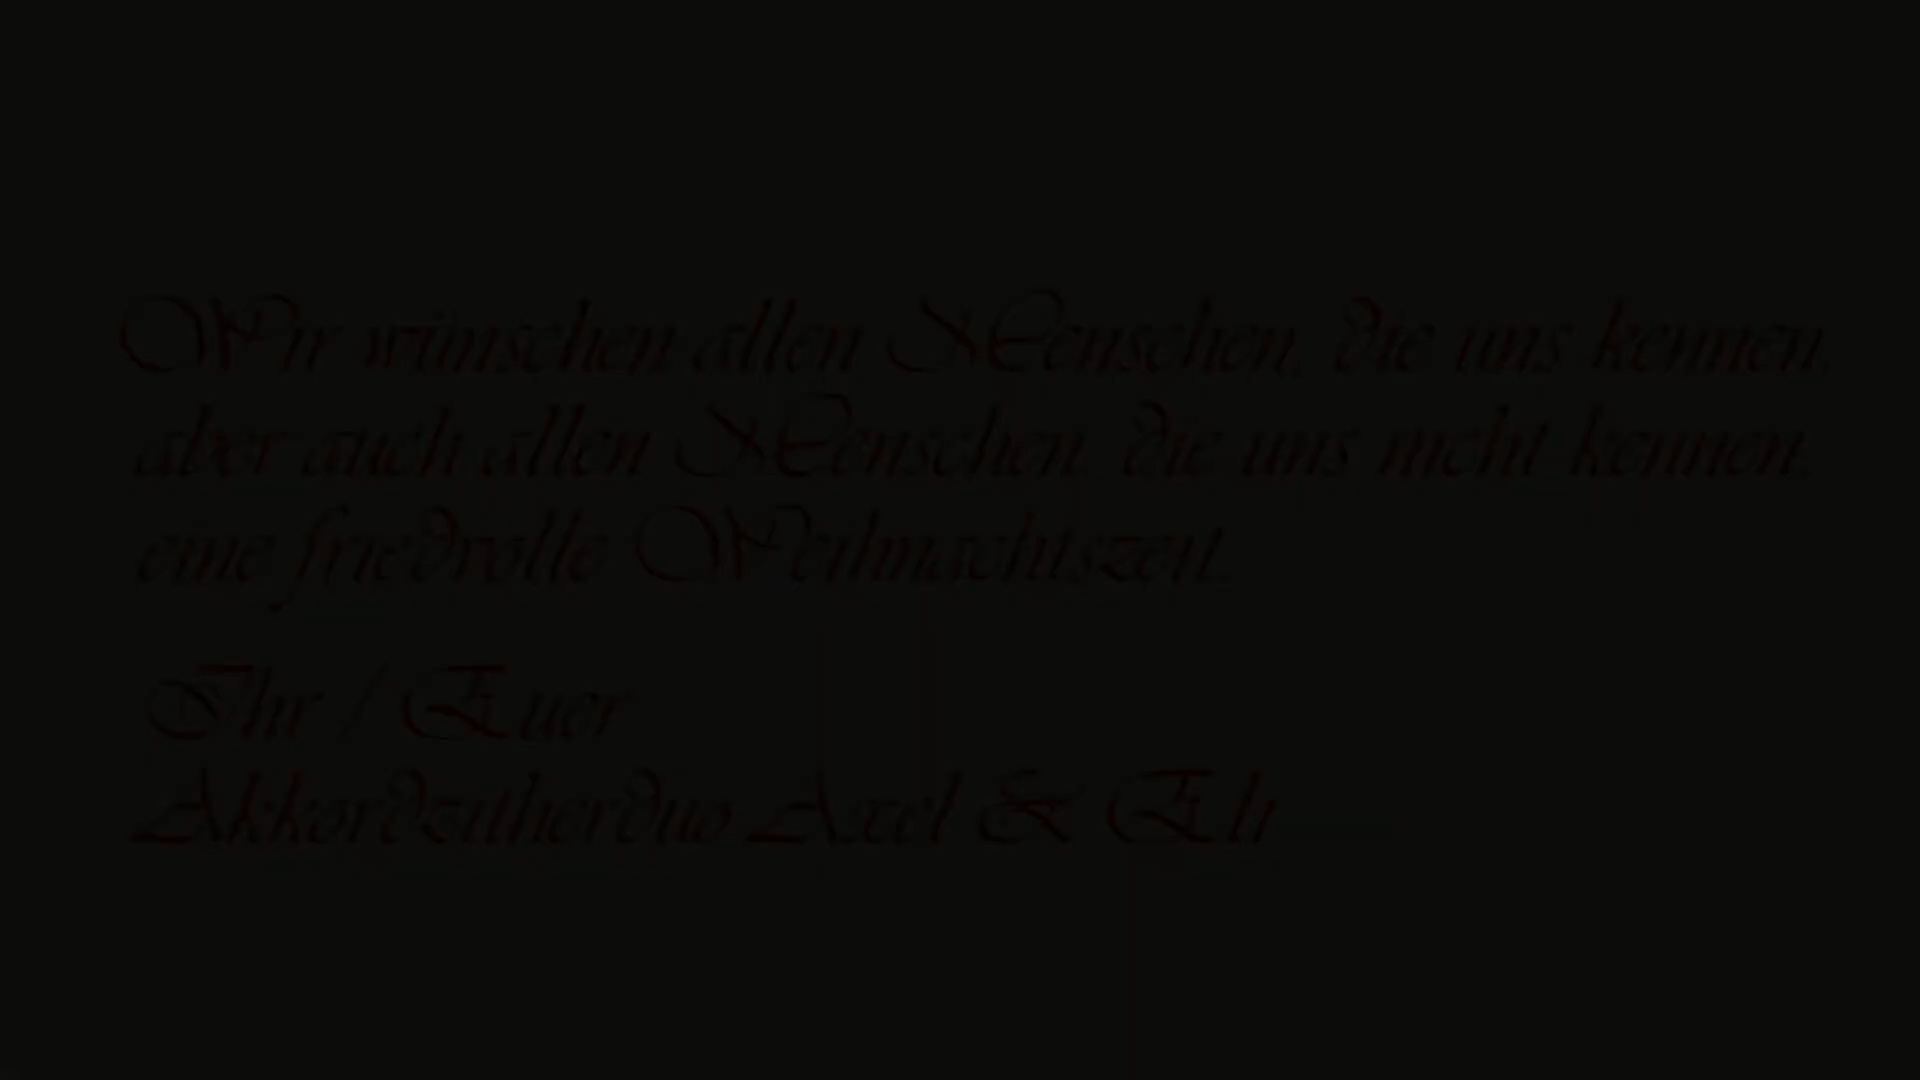 Wir wünschen allen Menschen, die uns kennen,
aber auch allen Menschen, die uns nicht kennen,
eine friedvolle Weihnachtszeit.
Ihr / Euer
Akkordzitherduo Axel & Eli